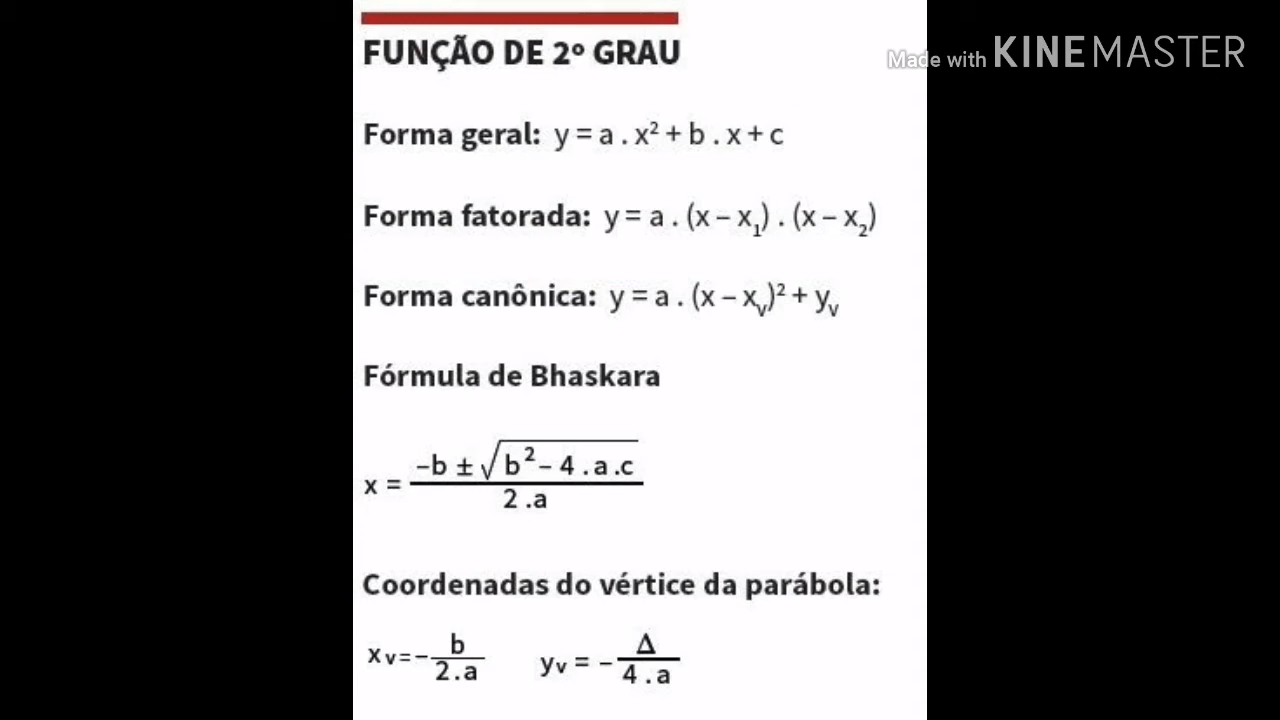 FUNÇÃO DE 2º GRAU
Made with KINEMASTER
Forma geral: y = a . x² + b . x + c
Forma fatorada: y = a . (x – x₁) . (x – x₂)
Forma canônica: y = a . (x – xᵥ)² + yᵥ
Fórmula de Bhaskara
x = –b ± √b² – 4 .a .c / 2 .a
Coordenadas do vértice da parábola:
xᵥ = – b / 2.a yᵥ = – Δ / 4 . a